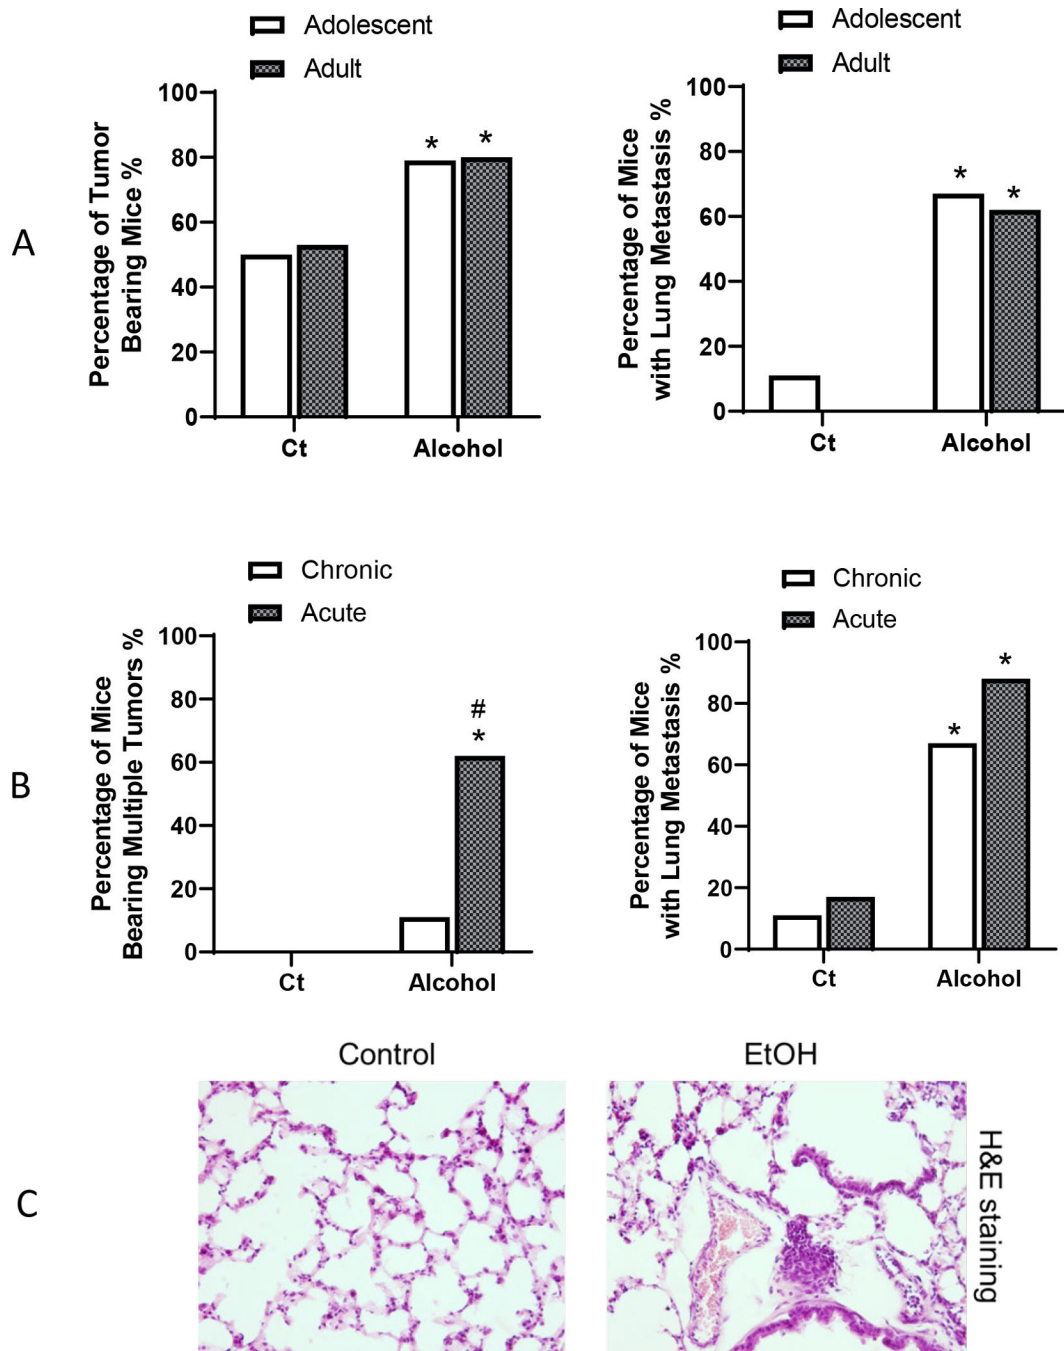 Adolescent
Adult
Percentage of Tumor
Bearing Mice %
100
80
60
40
20
0
* *
Ct Alcohol
Adolescent
Adult
Percentage of Mice
with Lung Metastasis %
100
80
60
40
20
0
* *
Ct Alcohol
A
Chronic
Acute
Percentage of Mice
Bearing Multiple Tumors %
100
80
60
40
20
0
#
*
Ct Alcohol
Chronic
Acute
Percentage of Mice
with Lung Metastasis %
100
80
60
40
20
0
* *
Ct Alcohol
B
Control
EtOH
H&E staining
C